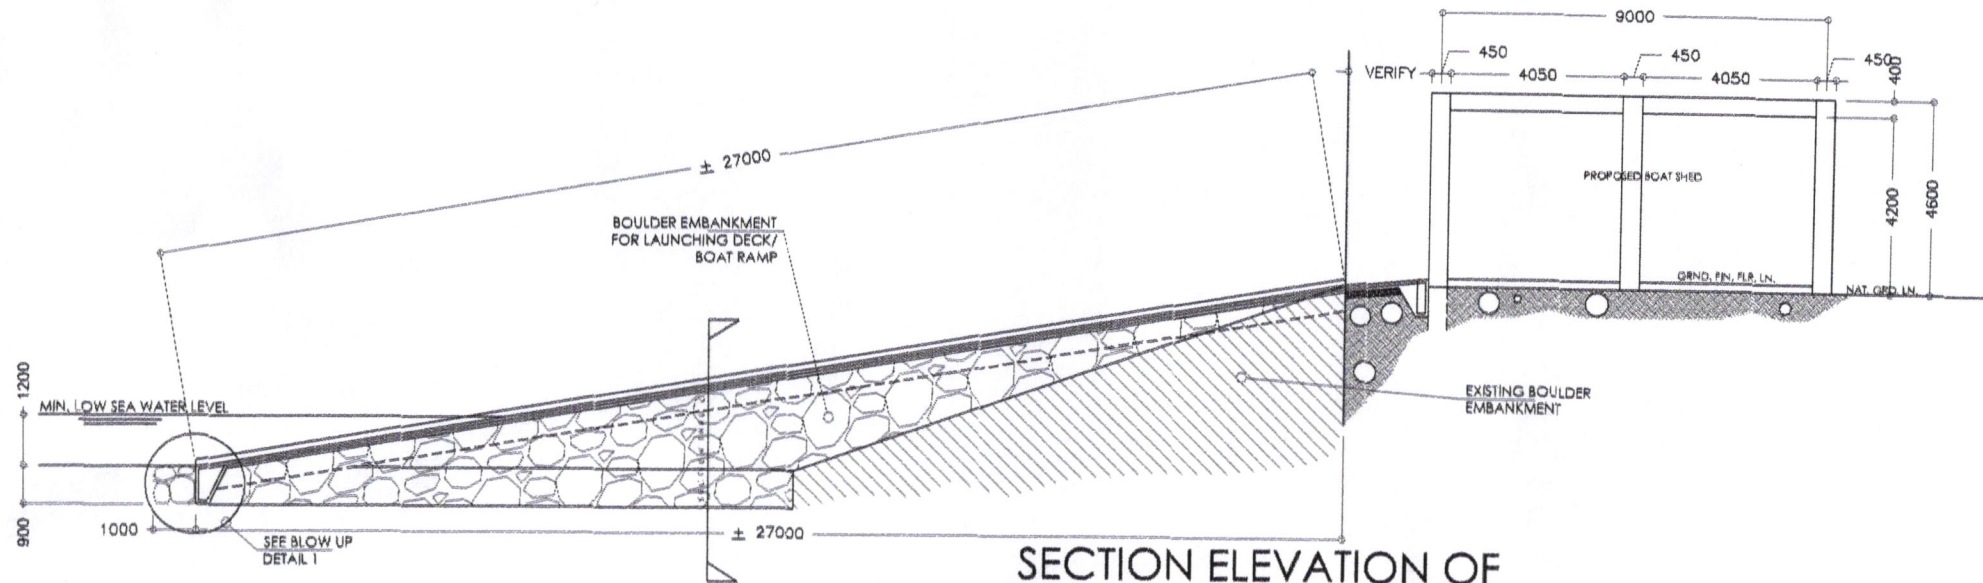 9000
450
450
450
VERIFY
4050
4050
400
± 27000
PROPOSED BOAT SHED
4200
4600
BOULDER EMBANKMENT
FOR LAUNCHING DECK/
BOAT RAMP
GRND. FIN. FLR. LN.
NAT. GRD. LN.
1200
MIN. LOW SEA WATER LEVEL
EXISTING BOULDER
EMBANKMENT
900
1000
SEE BLOW UP
DETAIL 1
± 27000
SECTION ELEVATION OF